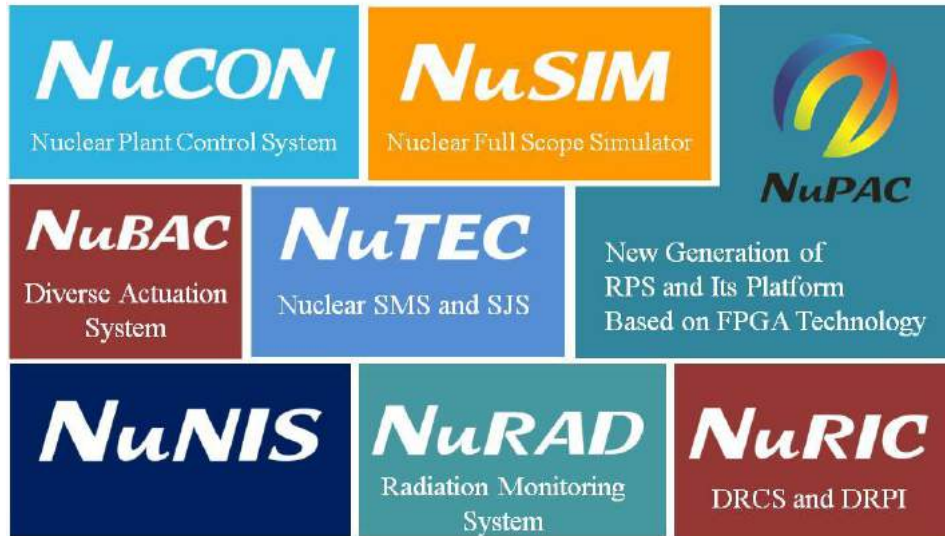 NuCON
Nuclear Plant Control System
NuSIM
Nuclear Full Scope Simulator
NuPAC
New Generation of
RPS and Its Platform
Based on FPGA Technology
NuBAC
Diverse Actuation
System
NuTEC
Nuclear SMS and SJS
NuNIS
NuRAD
Radiation Monitoring
System
NuRIC
DRCS and DRPI